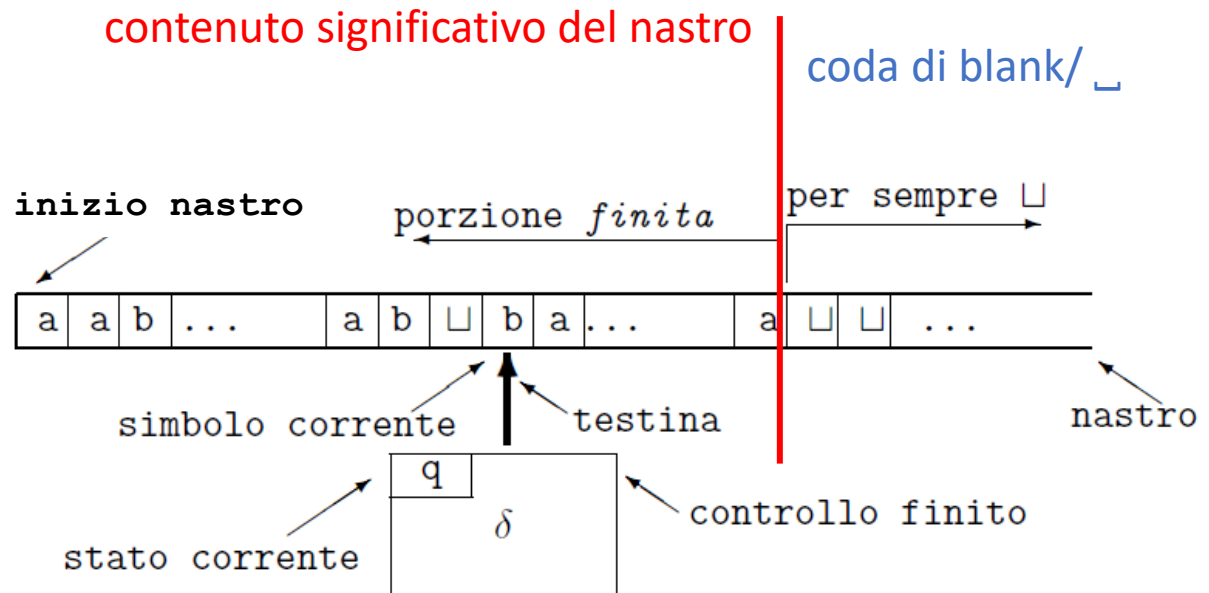 contenuto significativo del nastro
coda di blank/ ␣
inizio nastro
porzione finita
per sempre ⊔
a a b ... a b ⊔ b a ... a ⊔ ⊔ ...
simbolo corrente
testina
nastro
q
δ
controllo finito
stato corrente